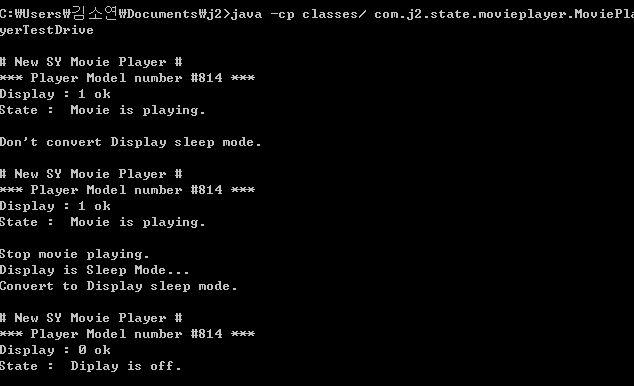 C:₩Users₩김소연₩Documents₩j2>java -cp classes/ com.j2.state.movieplayer.MoviePla
yerTestDrive
# New SY Movie Player #
*** Player Model number #814 ***
Display : 1 ok
State :  Movie is playing.
Don't convert Display sleep mode.
# New SY Movie Player #
*** Player Model number #814 ***
Display : 1 ok
State :  Movie is playing.
Stop movie playing.
Display is Sleep Mode...
Convert to Display sleep mode.
# New SY Movie Player #
*** Player Model number #814 ***
Display : 0 ok
State :  Diplay is off.